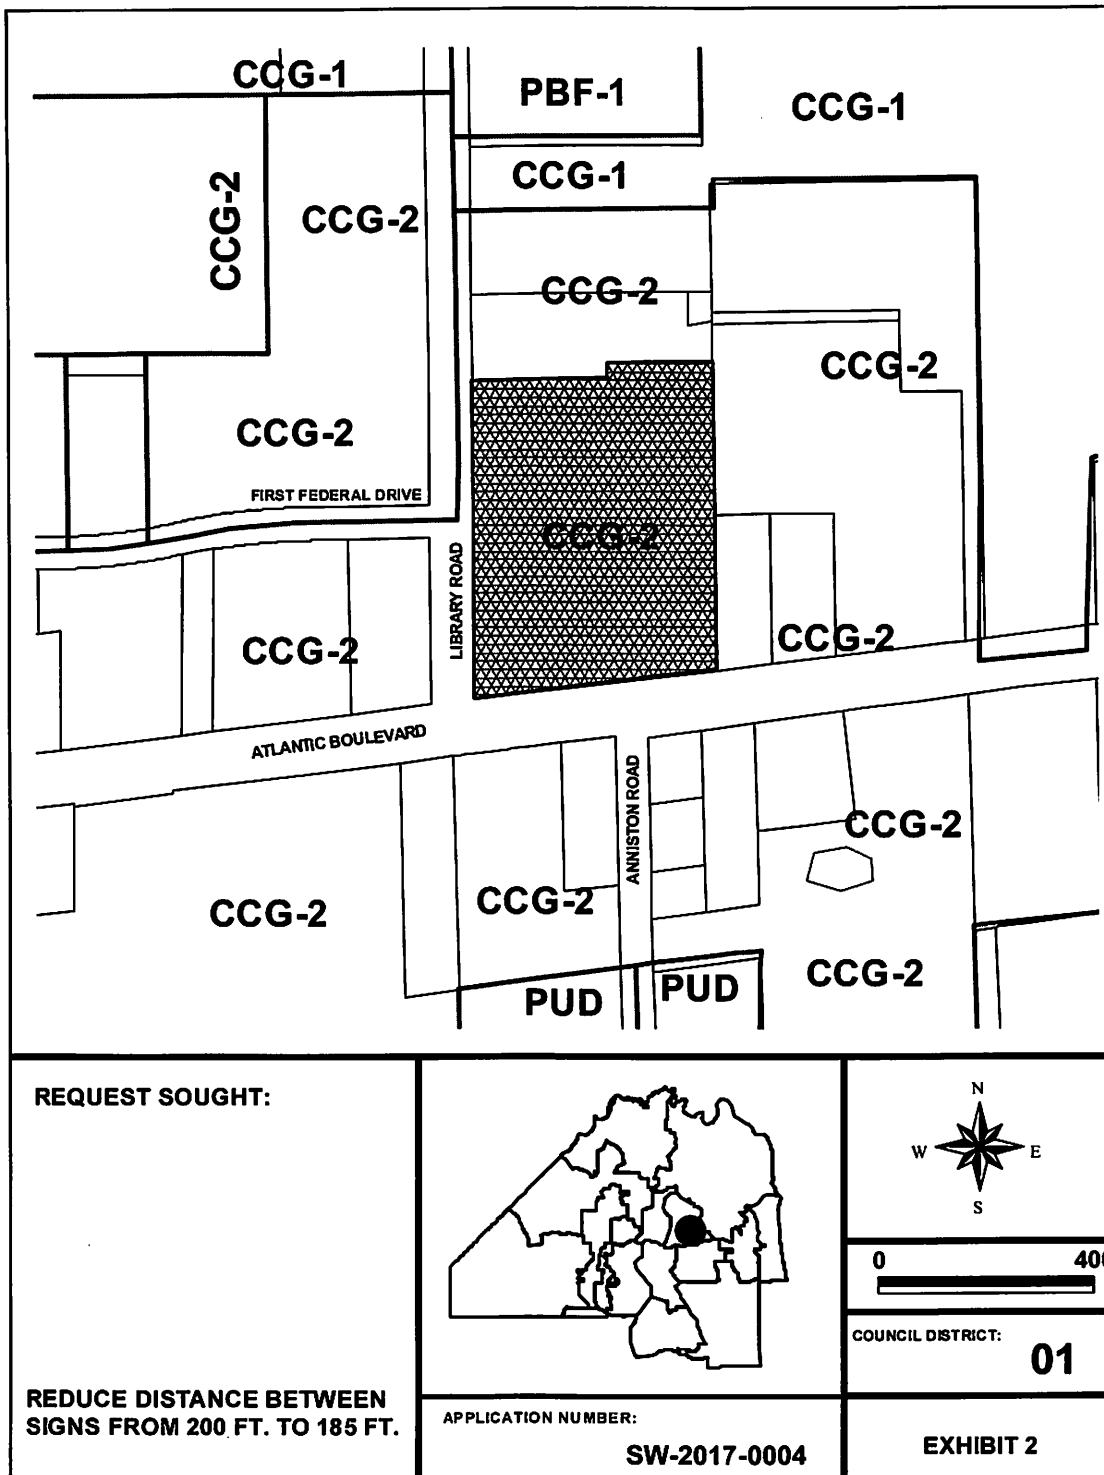 CCG-1
PBF-1
CCG-1
CCG-1
CCG-2
CCG-2
CCG-2
CCG-2
CCG-2
FIRST FEDERAL DRIVE
CCG-2
LIBRARY ROAD
CCG-2
CCG-2
ATLANTIC BOULEVARD
ANNISTON ROAD
CCG-2
CCG-2
CCG-2
CCG-2
PUD
PUD
REQUEST SOUGHT:
REDUCE DISTANCE BETWEEN
SIGNS FROM 200 FT. TO 185 FT.
APPLICATION NUMBER:
SW-2017-0004
N
W E
S
0
COUNCIL DISTRICT:
01
EXHIBIT 2